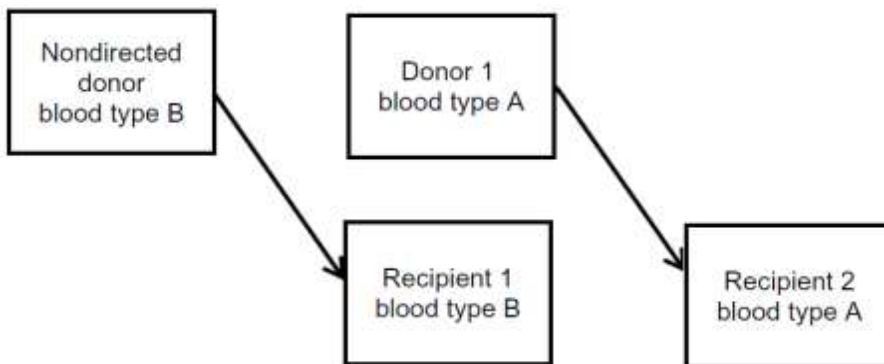 Nondirected
donor
blood type B
Donor 1
blood type A
Recipient 1
blood type B
Recipient 2
blood type A